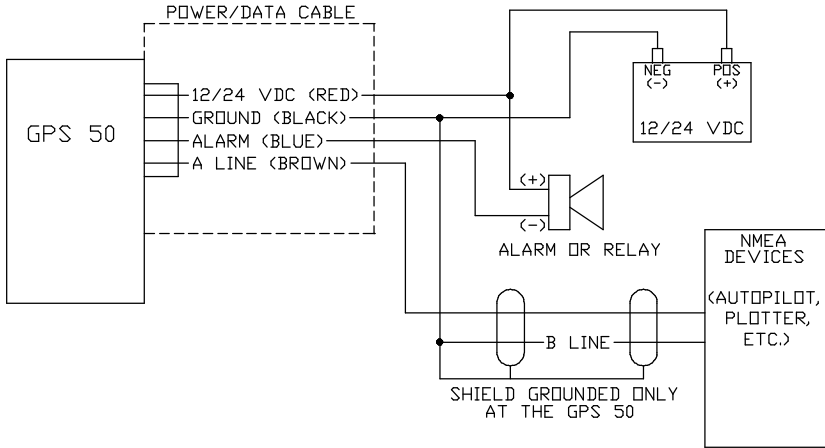 POWER/DATA CABLE
GPS 50
12/24 VDC (RED)
GROUND (BLACK)
ALARM (BLUE)
A LINE (BROWN)
NEG
(-)
POS
(+)
12/24 VDC
(+)
(-)
ALARM OR RELAY
NMEA
DEVICES
(AUTOPILOT,
PLOTTER,
ETC.)
B LINE
SHIELD GROUNDED ONLY
AT THE GPS 50